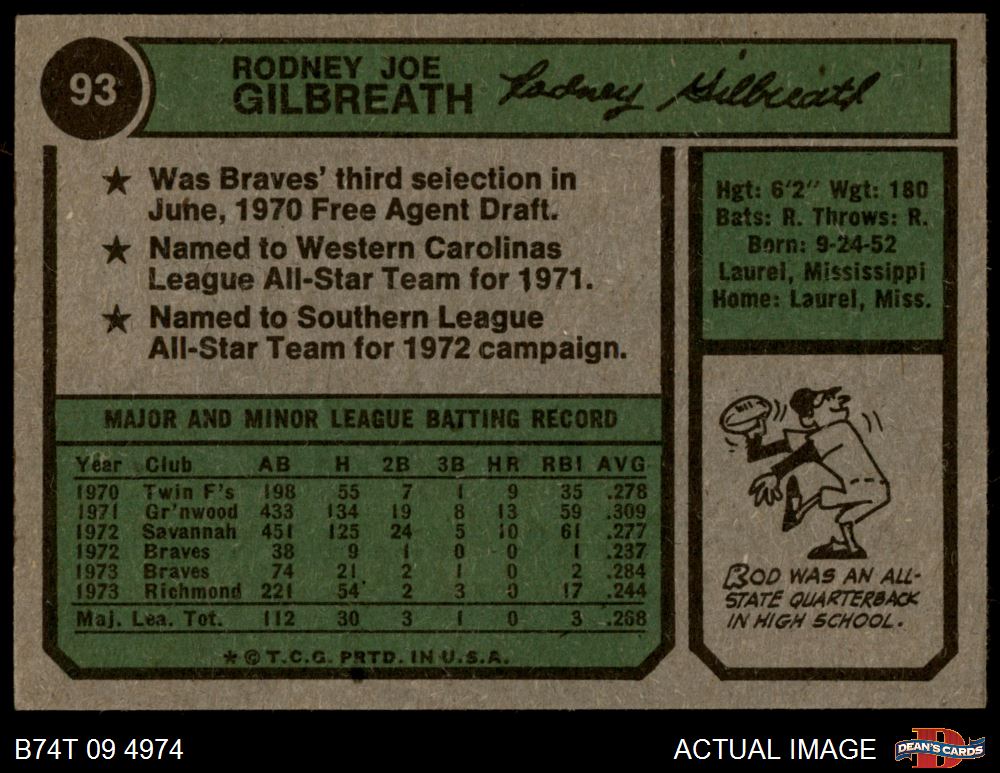 93
RODNEY JOE
GILBREATH
Rodney Gilbreath
★ Was Braves' third selection in
June, 1970 Free Agent Draft.
★ Named to Western Carolinas
League All-Star Team for 1971.
★ Named to Southern League
All-Star Team for 1972 campaign.
Hgt: 6'2" Wgt: 180
Bats: R. Throws: R.
Born: 9-24-52
Laurel, Mississippi
Home: Laurel, Miss.
MAJOR AND MINOR LEAGUE BATTING RECORD
Year Club AB H 2B 3B HR RBI AVG
1970 Twin F's 198 55 7 1 9 35 .278
1971 Gr'nwood 433 134 19 8 13 59 .309
1972 Savannah 451 125 24 5 10 61 .277
1972 Braves 38 9 1 0 0 1 .237
1973 Braves 74 21 2 1 0 2 .284
1973 Richmond 221 54 2 3 0 17 .244
Maj. Lea. Tot. 112 30 3 1 0 3 .268
* © T.C.G. PRTD. IN U.S.A.
ROD WAS AN ALL-
STATE QUARTERBACK
IN HIGH SCHOOL.
B74T 09 4974
ACTUAL IMAGE
D
DEAN'S CARDS